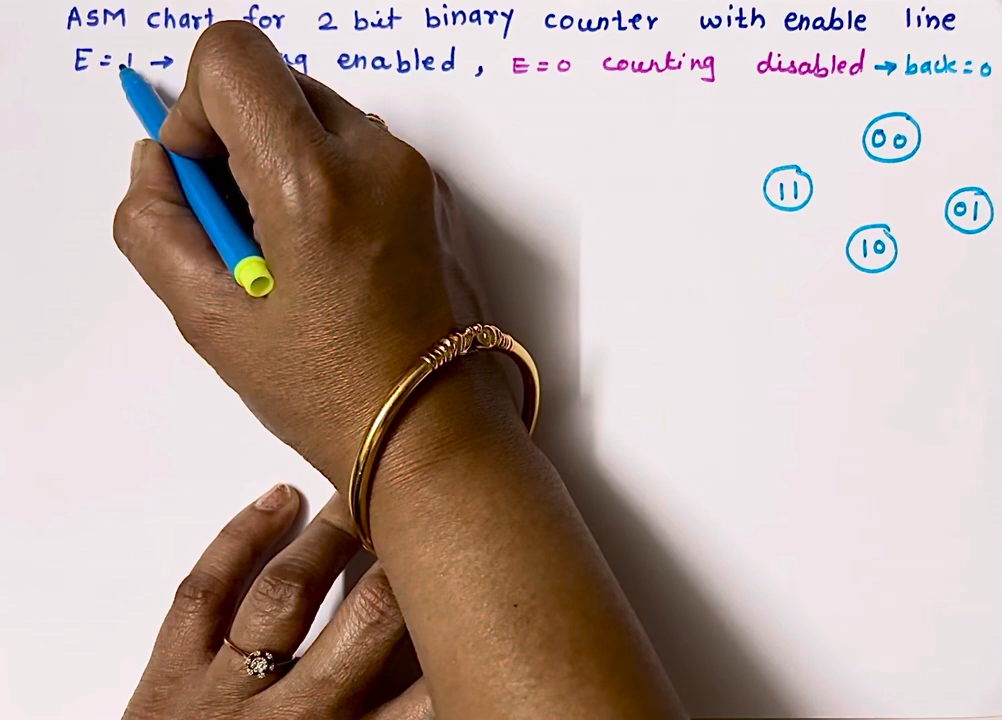 ASM chart for 2 but binary counter with enable line
E = 1 → enabled , E = 0 counting disabled → back = 0
00
11
01
10